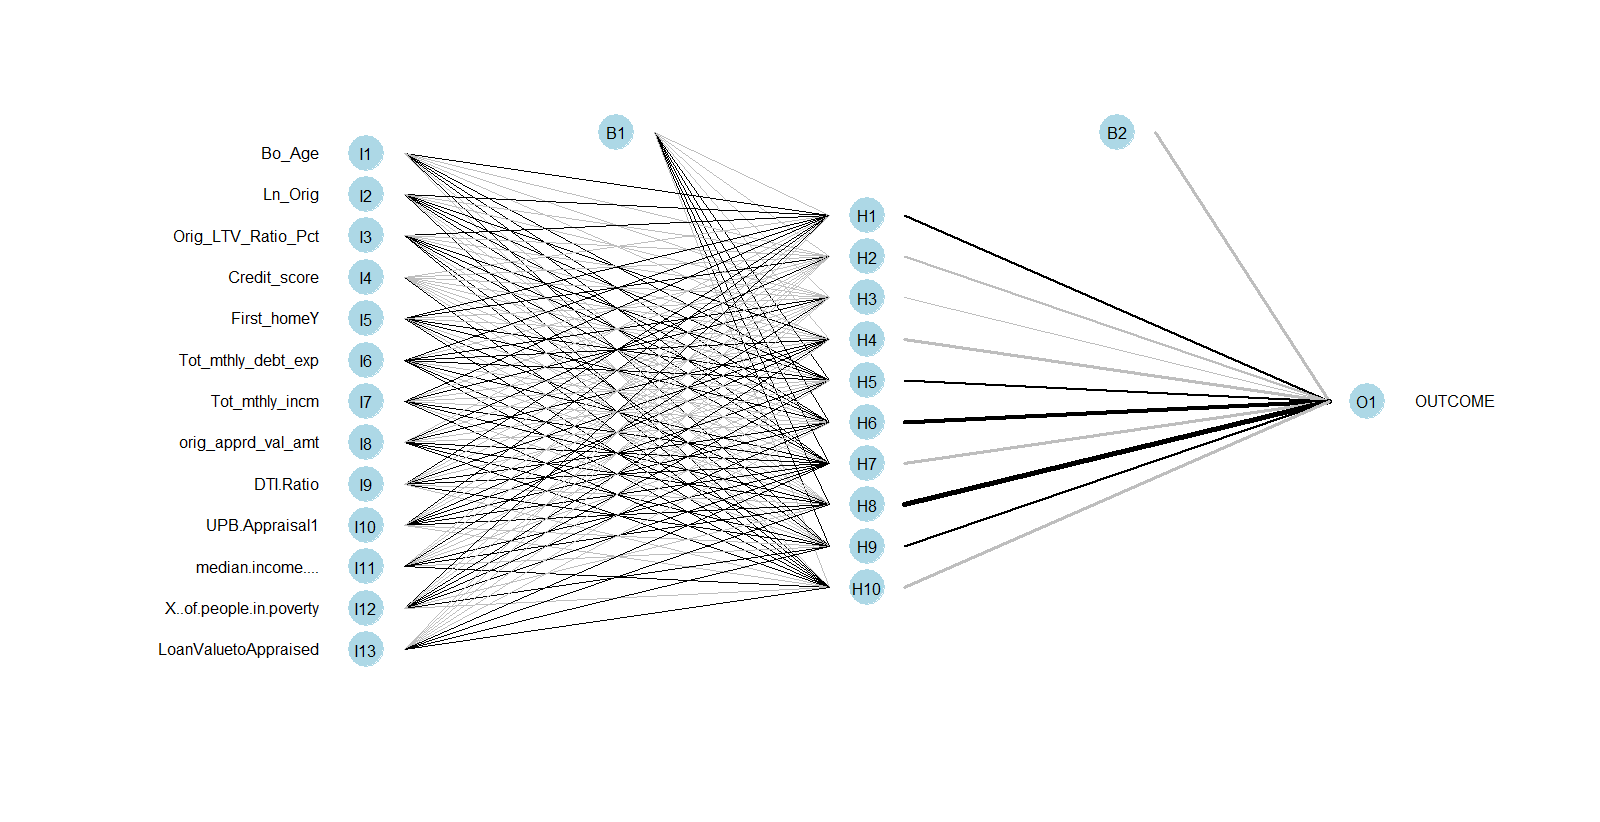 B1
B2
Bo_Age I1
Ln_Orig I2
Orig_LTV_Ratio_Pct I3
H1
H2
Credit_score I4
H3
First_homeY I5
H4
Tot_mthly_debt_exp I6
H5
Tot_mthly_incm I7
O1 OUTCOME
H6
orig_apprd_val_amt I8
H7
DTI.Ratio I9
H8
UPB.Appraisal1 I10
H9
median.income.... I11
H10
X..of.people.in.poverty I12
LoanValuetoAppraised I13